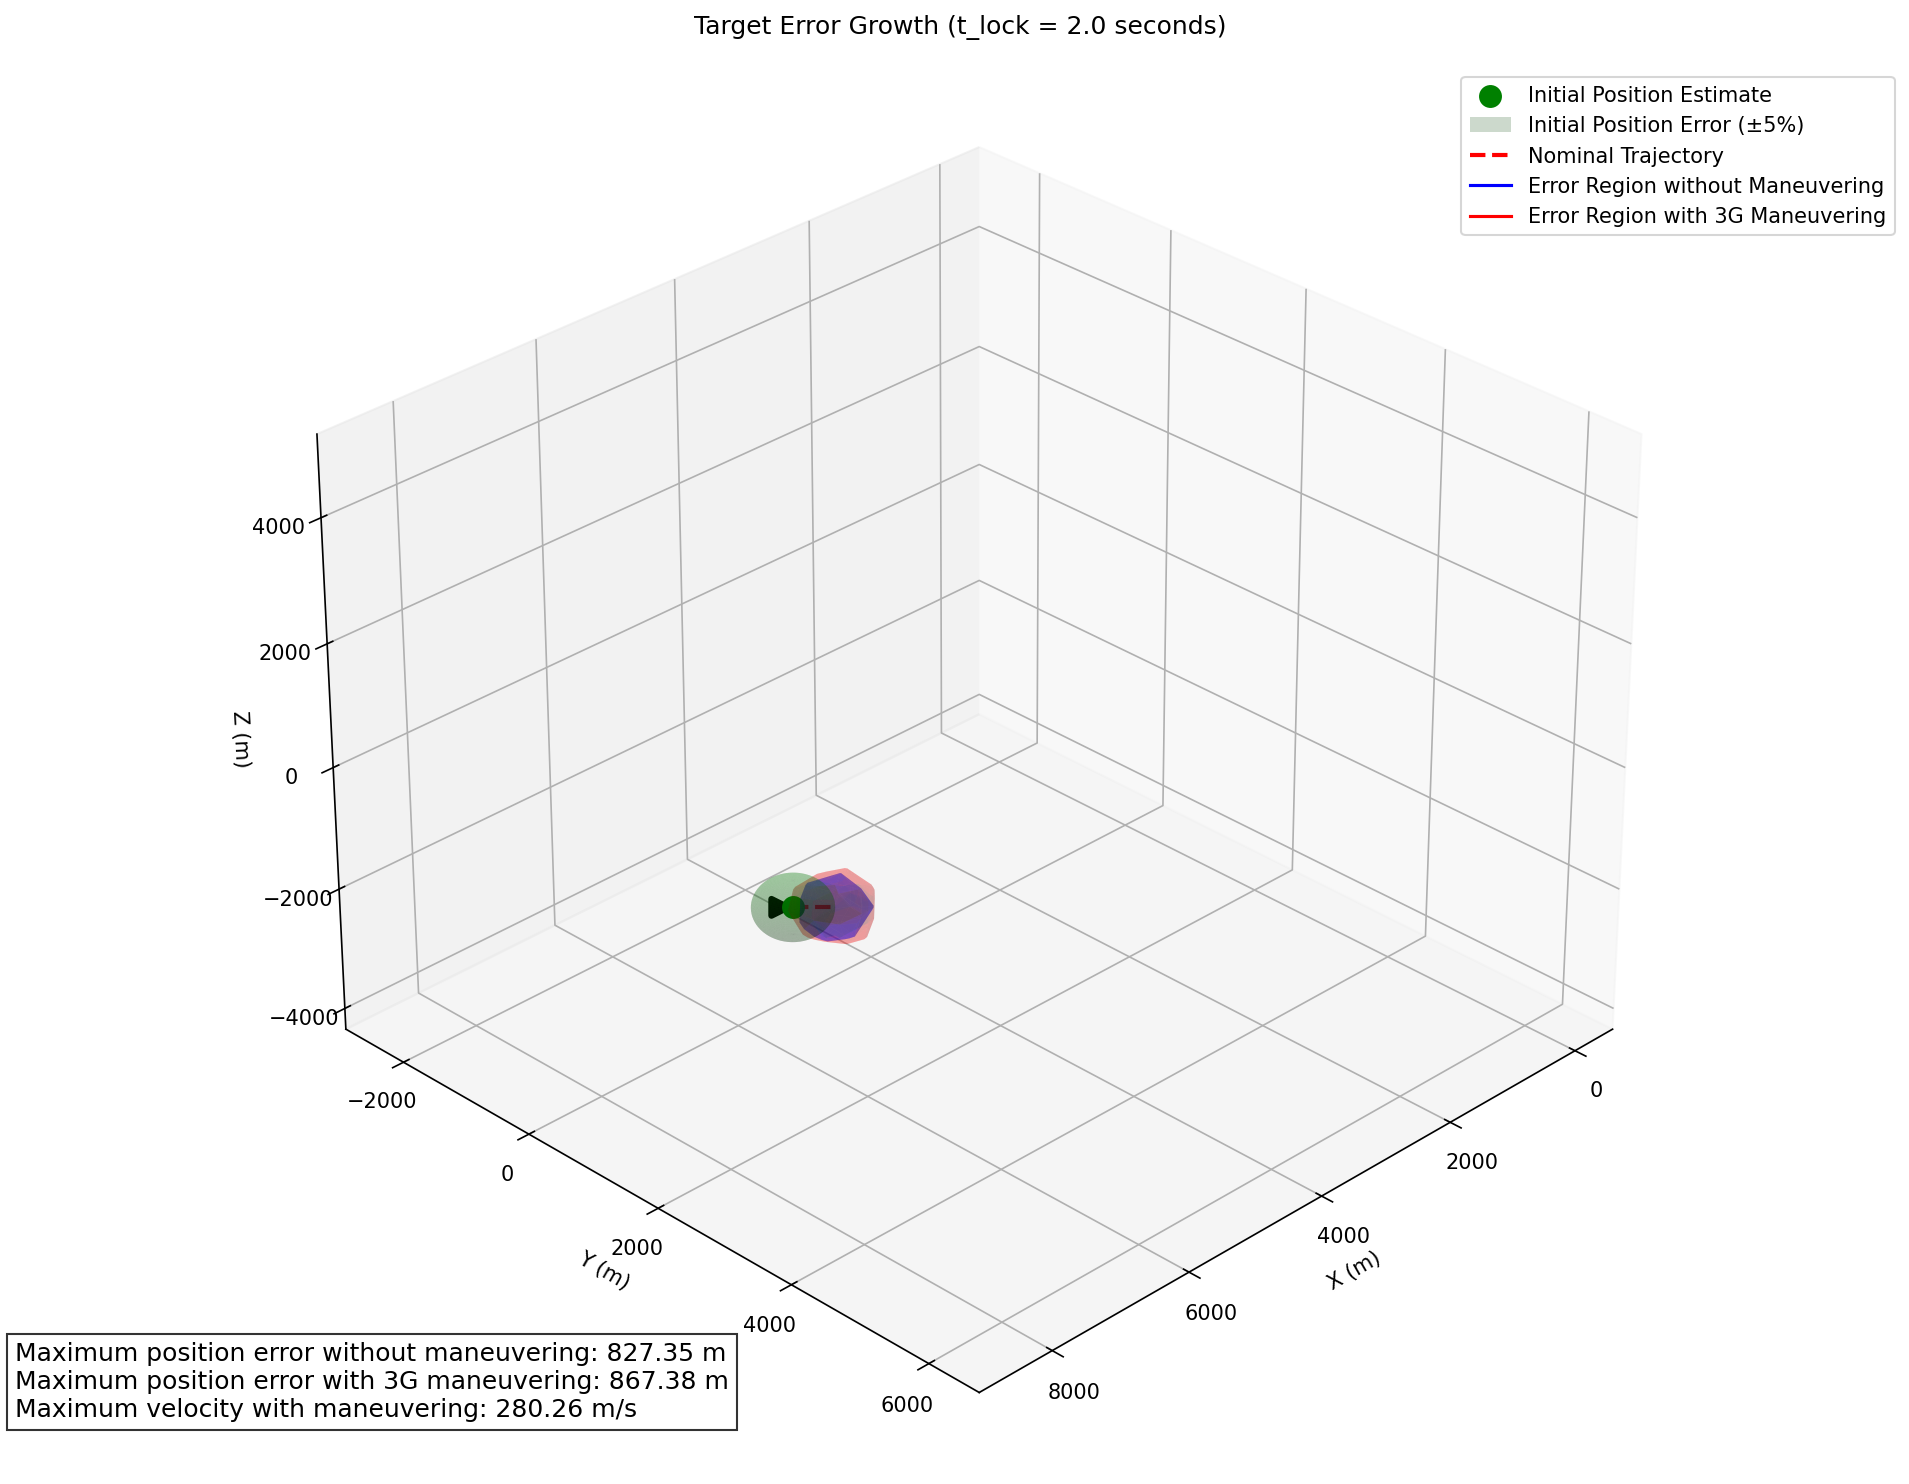 Target Error Growth (t_lock = 2.0 seconds)
Initial Position Estimate
Initial Position Error (±5%)
Nominal Trajectory
Error Region without Maneuvering
Error Region with 3G Maneuvering
4000
2000
0
−2000
−4000
Z (m)
−2000
0
2000
4000
6000
Y (m)
0
2000
4000
6000
8000
X (m)
Maximum position error without maneuvering: 827.35 m
Maximum position error with 3G maneuvering: 867.38 m
Maximum velocity with maneuvering: 280.26 m/s